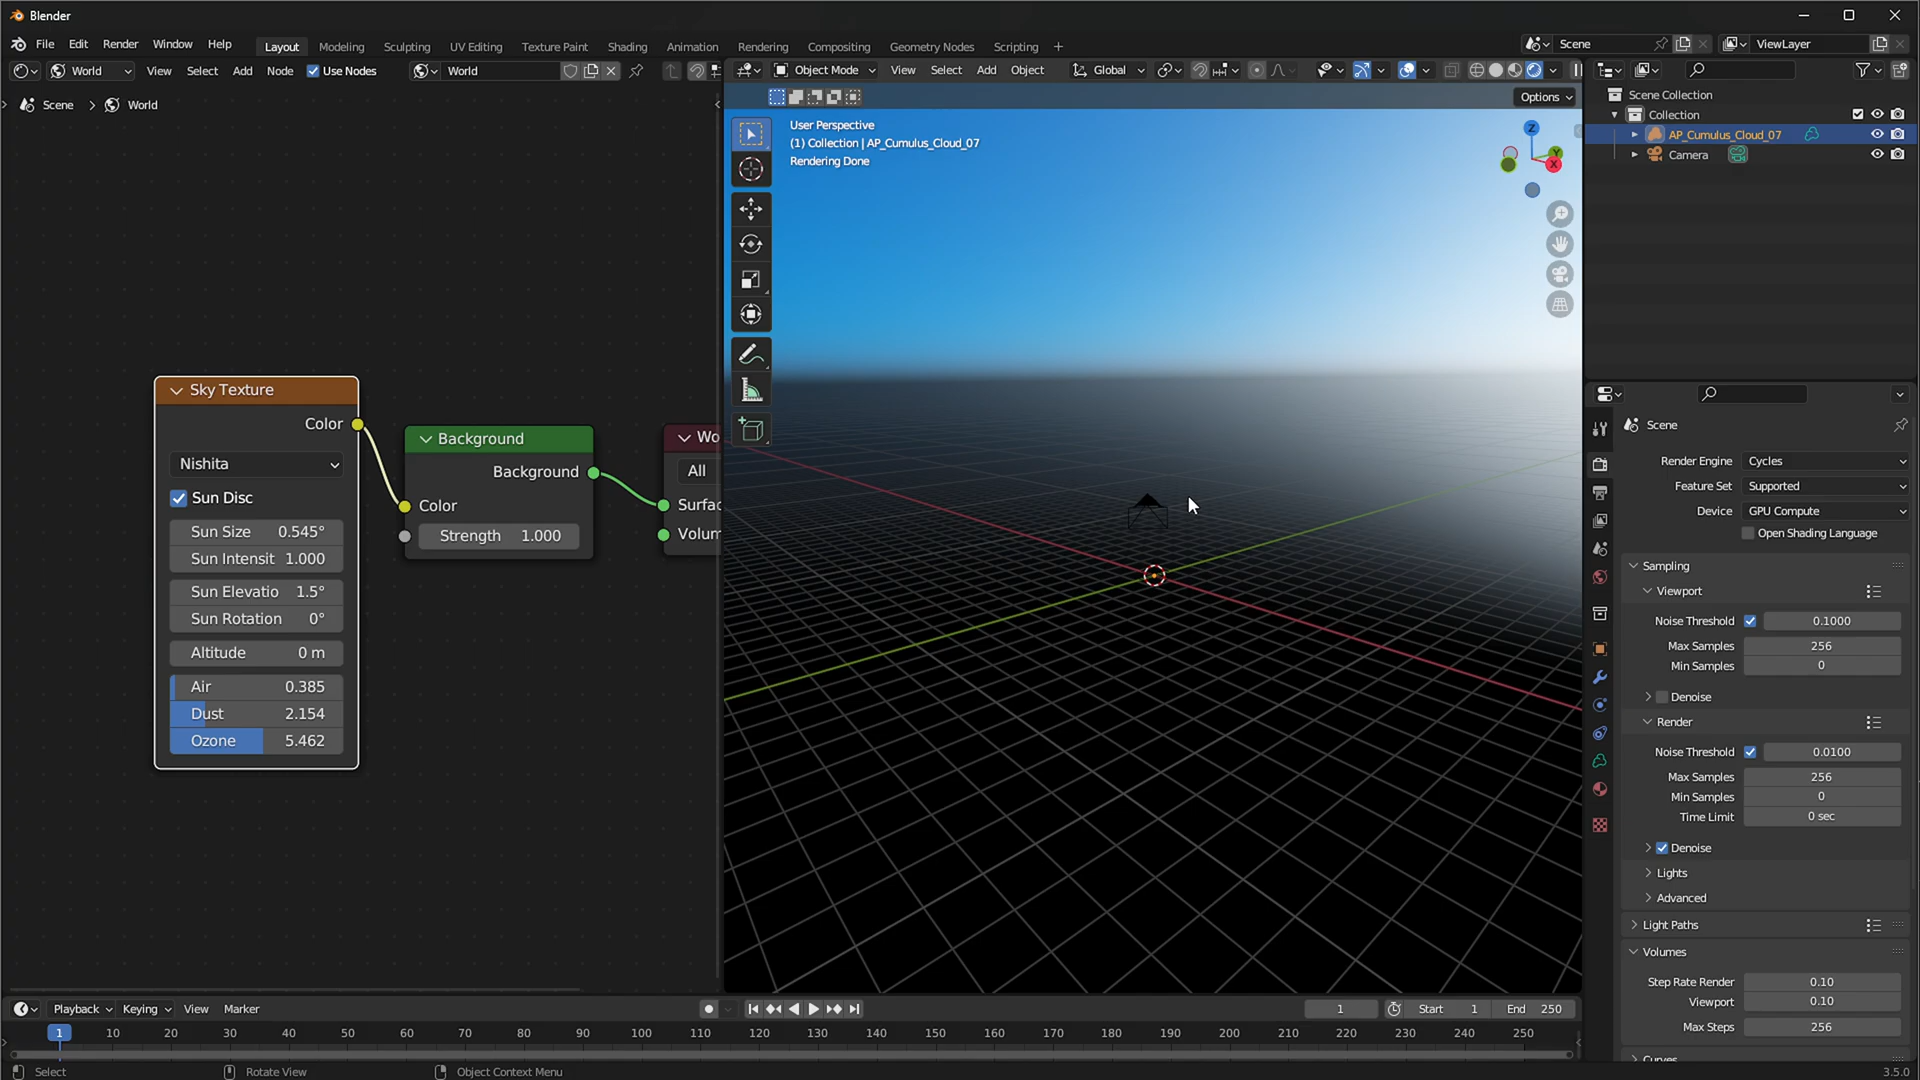 Blender
File Edit Render Window Help Layout Modeling Sculpting UV Editing Texture Paint Shading Animation Rendering Compositing Geometry Nodes Scripting + Scene ViewLayer
World View Select Add Node Use Nodes World Object Mode View Select Add Object Global
Options
Scene > World
User Perspective
(1) Collection | AP_Cumulus_Cloud_07
Rendering Done
Z
Y
X
Scene Collection
Collection
AP_Cumulus_Cloud_07
Camera
Sky Texture
Color
Nishita
Sun Disc
Sun Size 0.545°
Sun Intensit 1.000
Sun Elevatio 1.5°
Sun Rotation 0°
Altitude 0 m
Air 0.385
Dust 2.154
Ozone 5.462
Background
Background
Color
Strength 1.000
Wo
All
Surfac
Volum
Scene
Render Engine Cycles
Feature Set Supported
Device GPU Compute
Open Shading Language
Sampling
Viewport
Noise Threshold 0.1000
Max Samples 256
Min Samples 0
Denoise
Render
Noise Threshold 0.0100
Max Samples 256
Min Samples 0
Time Limit 0 sec
Denoise
Lights
Advanced
Light Paths
Volumes
Step Rate Render 0.10
Viewport 0.10
Max Steps 256
Curves
Playback Keying View Marker 1 Start 1 End 250
1 10 20 30 40 50 60 70 80 90 100 110 120 130 140 150 160 170 180 190 200 210 220 230 240 250
Select Rotate View Object Context Menu 3.5.0